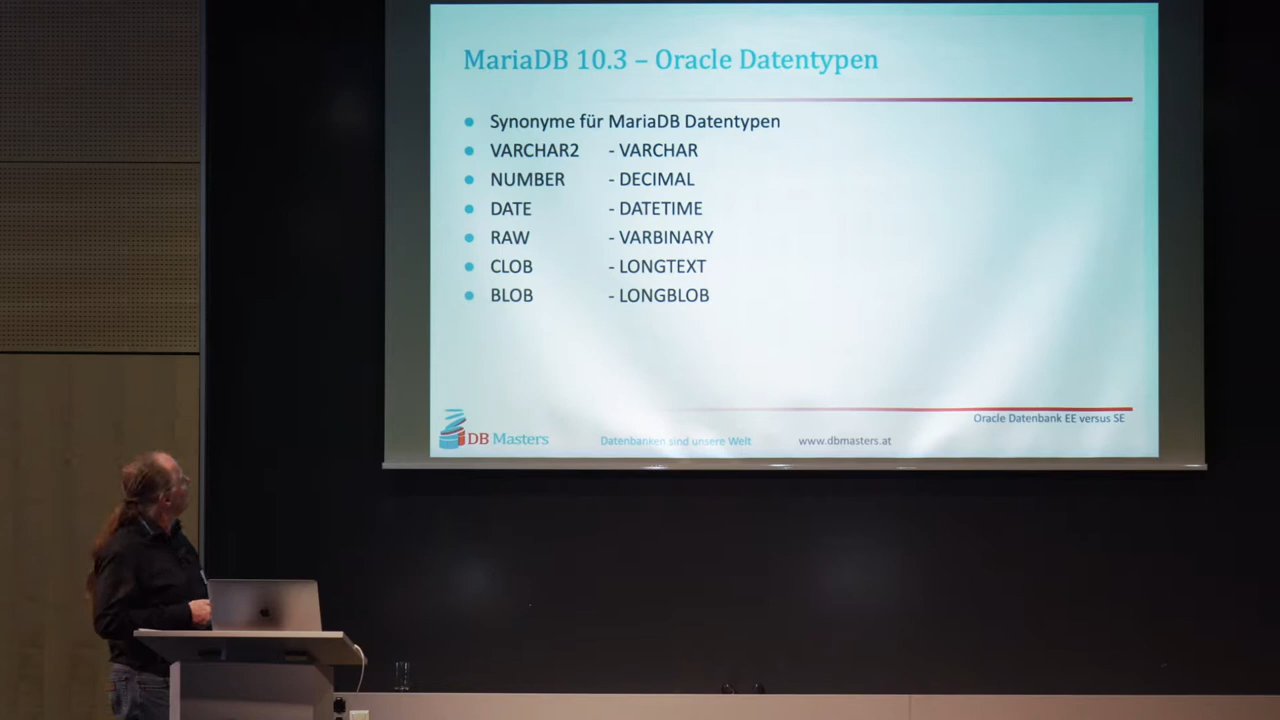 MariaDB 10.3 – Oracle Datentypen
Synonyme für MariaDB Datentypen
VARCHAR2 - VARCHAR
NUMBER - DECIMAL
DATE - DATETIME
RAW - VARBINARY
CLOB - LONGTEXT
BLOB - LONGBLOB
Oracle Datenbank EE versus SE
DB Masters
Datenbanken sind unsere Welt
www.dbmasters.at